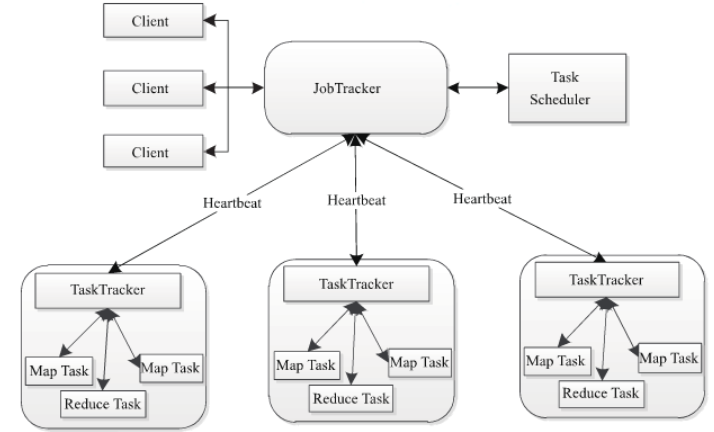 Client
Client
Client
JobTracker
Task
Scheduler
Heartbeat
Heartbeat
Heartbeat
TaskTracker
Map Task
Map Task
Reduce Task
TaskTracker
Map Task
Map Task
Reduce Task
TaskTracker
Map Task
Map Task
Reduce Task